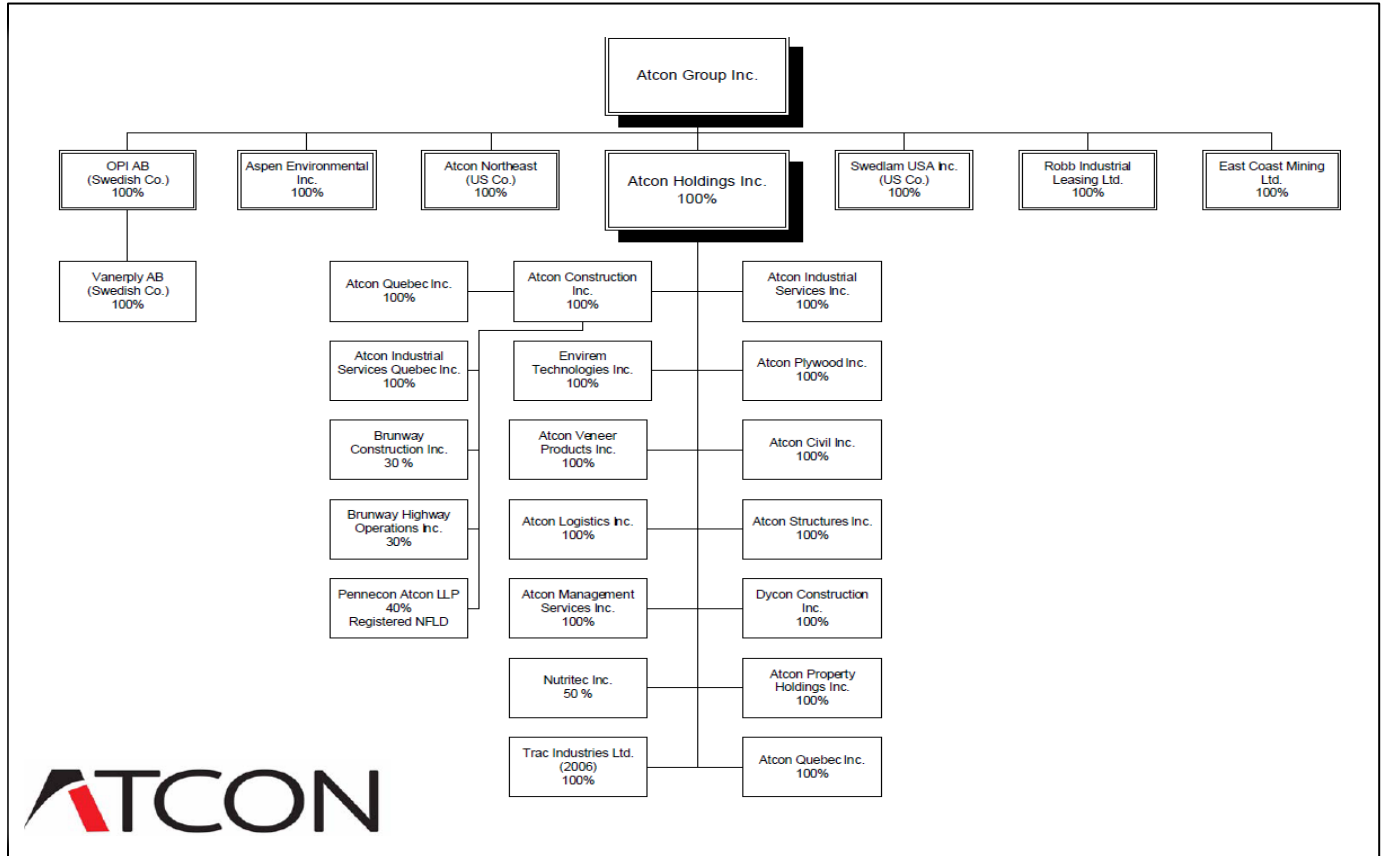 Atcon Group Inc.
OPI AB
(Swedish Co.)
100%
Aspen Environmental
Inc.
100%
Atcon Northeast
(US Co.)
100%
Atcon Holdings Inc.
100%
Swedlam USA Inc.
(US Co.)
100%
Robb Industrial
Leasing Ltd.
100%
East Coast Mining
Ltd.
100%
Vanerply AB
(Swedish Co.)
100%
Atcon Quebec Inc.
100%
Atcon Construction
Inc.
100%
Atcon Industrial
Services Inc.
100%
Atcon Industrial
Services Quebec Inc.
100%
Envirem
Technologies Inc.
100%
Atcon Plywood Inc.
100%
Brunway
Construction Inc.
30 %
Atcon Veneer
Products Inc.
100%
Atcon Civil Inc.
100%
Brunway Highway
Operations Inc.
30%
Atcon Logistics Inc.
100%
Atcon Structures Inc.
100%
Pennecon Atcon LLP
40%
Registered NFLD
Atcon Management
Services Inc.
100%
Dycon Construction
Inc.
100%
Nutritec Inc.
50 %
Atcon Property
Holdings Inc.
100%
Trac Industries Ltd.
(2006)
100%
Atcon Quebec Inc.
100%
ATCON